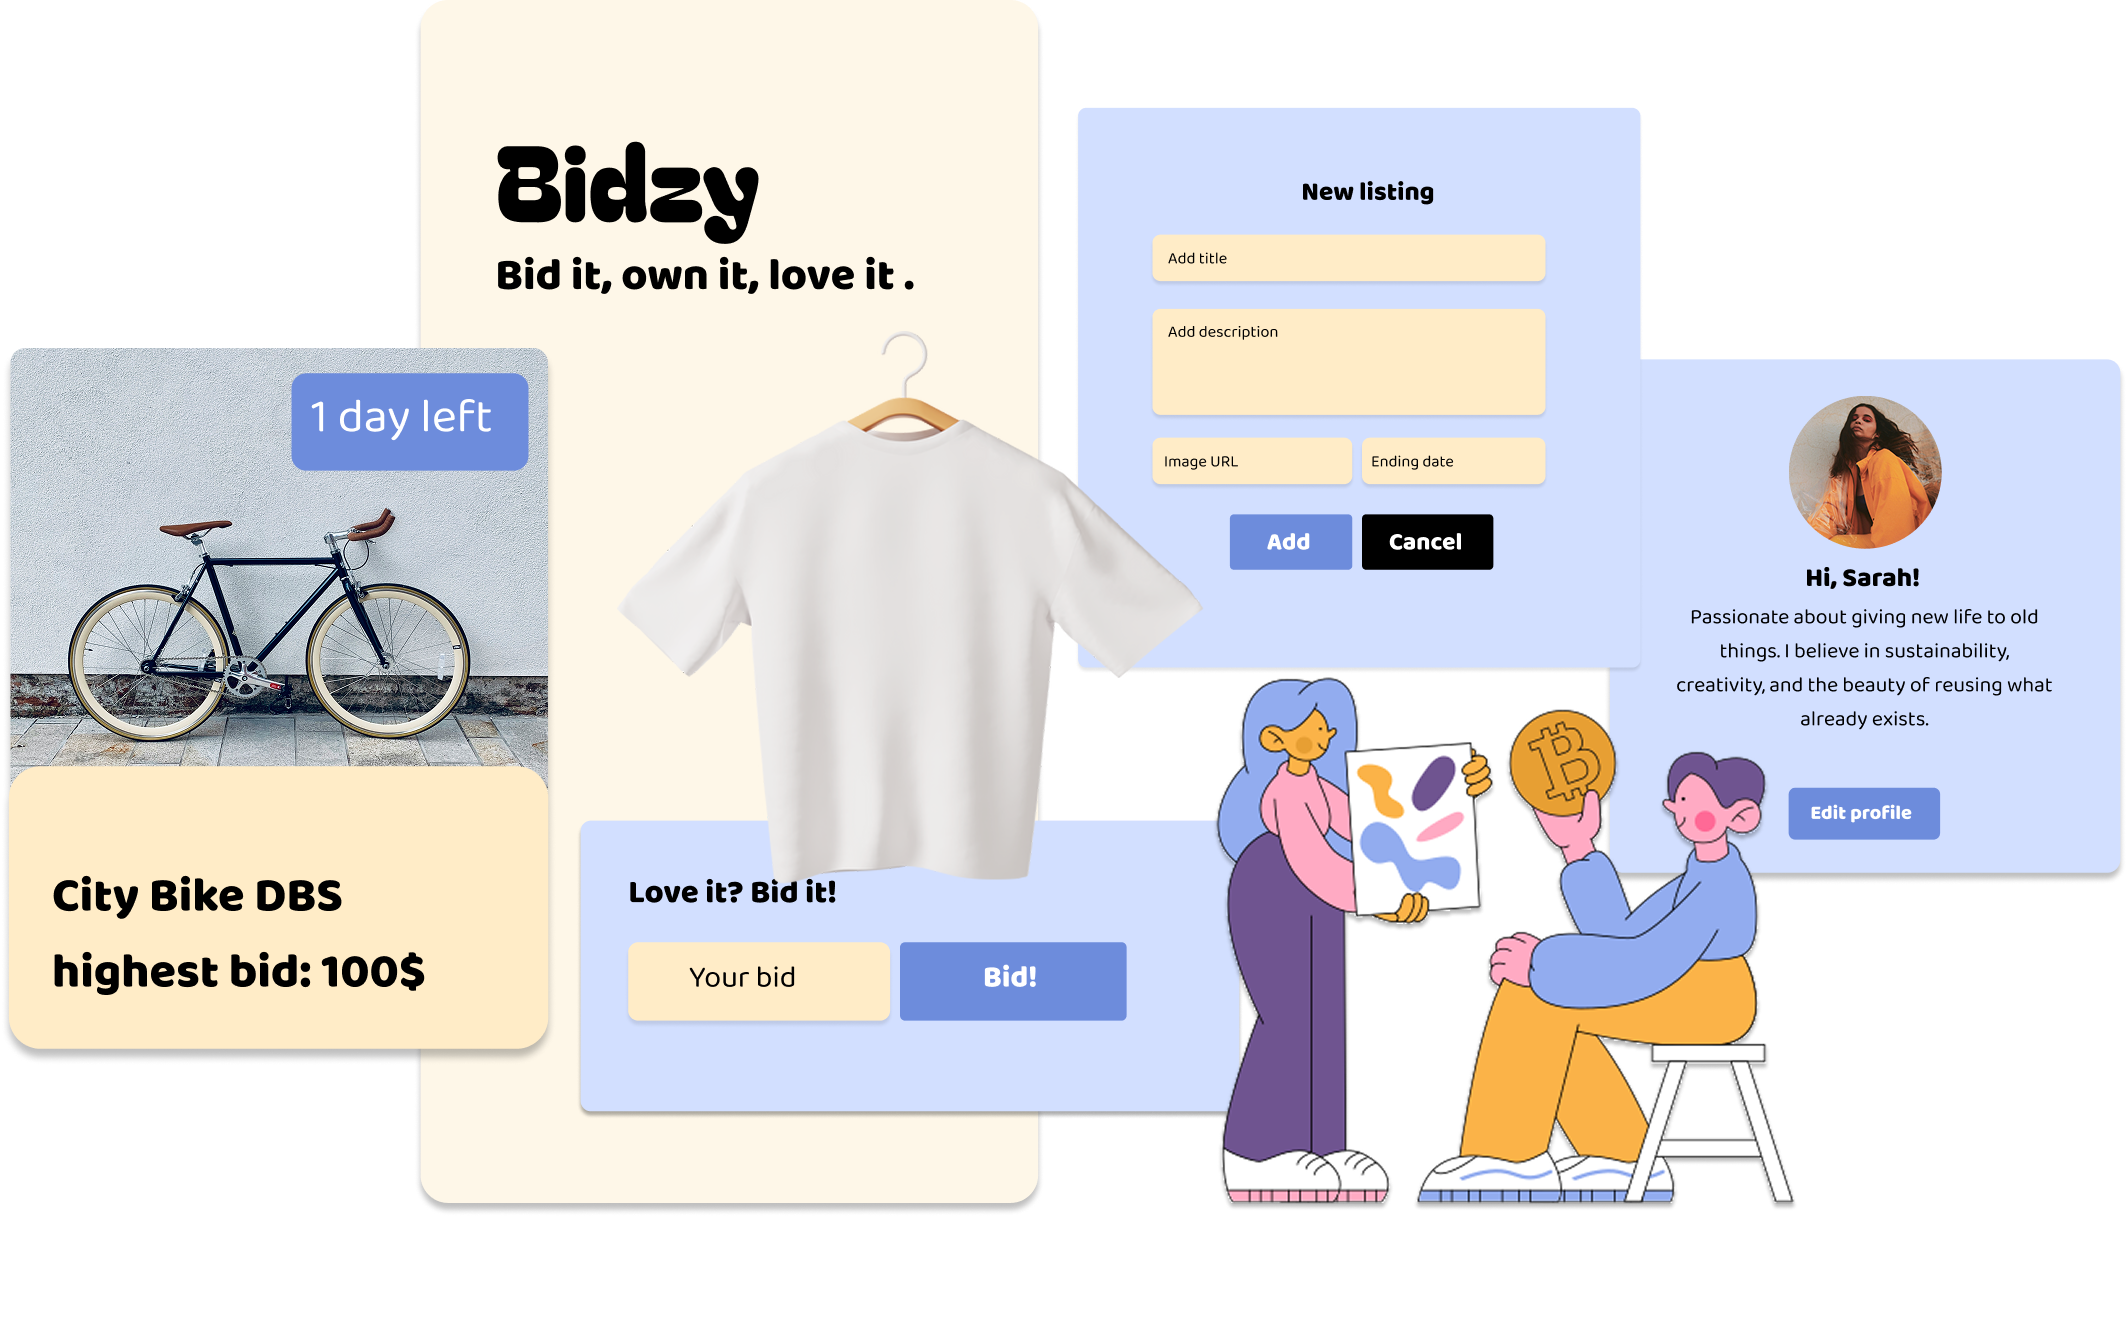 Bidzy
Bid it, own it, love it .
1 day left
City Bike DBS
highest bid: 100$
Love it? Bid it!
Your bid
Bid!
New listing
Add title
Add description
Image URL
Ending date
Add
Cancel
Hi, Sarah!
Passionate about giving new life to old
things. I believe in sustainability,
creativity, and the beauty of reusing what
already exists.
Edit profile